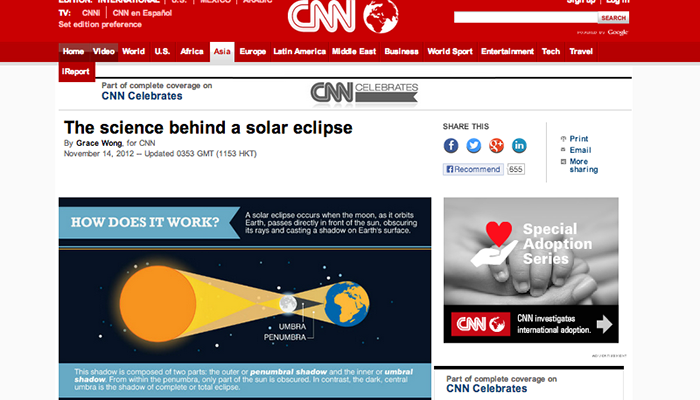 EDITION: INTERNATIONAL U.S. MÉXICO ARABIC
TV: CNNi CNN en Español
Set edition preference
CNN
Sign up Log in
SEARCH
POWERED BY Google
Home Video World U.S. Africa Asia Europe Latin America Middle East Business World Sport Entertainment Tech Travel
iReport
Part of complete coverage on
CNN Celebrates
CNN CELEBRATES
The science behind a solar eclipse
By Grace Wong, for CNN
November 14, 2012 -- Updated 0353 GMT (1153 HKT)
SHARE THIS
Recommend 655
Print
Email
More
sharing
HOW DOES IT WORK?
A solar eclipse occurs when the moon, as it orbits
Earth, passes directly in front of the sun, obscuring
its rays and casting a shadow on Earth's surface.
UMBRA
PENUMBRA
This shadow is composed of two parts: the outer or penumbral shadow and the inner or umbral
shadow. From within the penumbra, only part of the sun is obscured. In contrast, the dark, central
umbra is the shadow of complete or total eclipse.
Special
Adoption
Series
CNN
CNN investigates
international adoption.
ADVERTISEMENT
Part of complete coverage on
CNN Celebrates